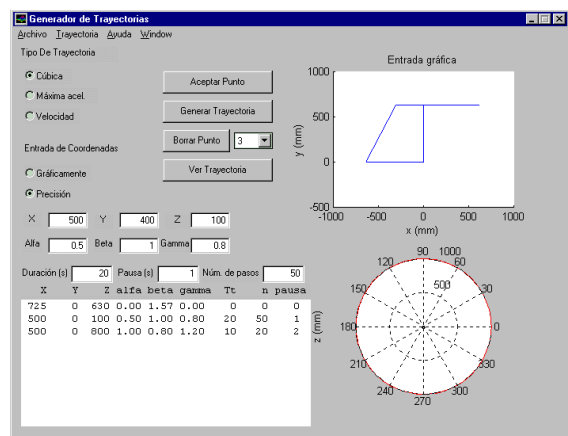 Generador de Trayectorias
Archivo Trayectoria Ayuda Window
Tipo De Trayectoria
Cúbica
Máxima acel.
Velocidad
Aceptar Punto
Generar Trayectoria
Borrar Punto 3
Ver Trayectoria
Entrada de Coordenadas
Gráficamente
Precisión
X 500 Y 400 Z 100
Alfa 0.5 Beta 1 Gamma 0.8
Duración (s) 20 Pausa (s) 1 Núm. de pasos 50
X Y Z alfa beta gamma Tt n pausa
725 0 630 0.00 1.57 0.00 0 0 0
500 0 100 0.50 1.00 0.80 20 50 1
500 0 800 1.00 0.80 1.20 10 20 2
Entrada gráfica
1000
500
0
-500
y (mm)
-1000 -500 0 500 1000
x (mm)
90 1000
120 60
150 500 30
180 0
z (mm)
330
240 300
270